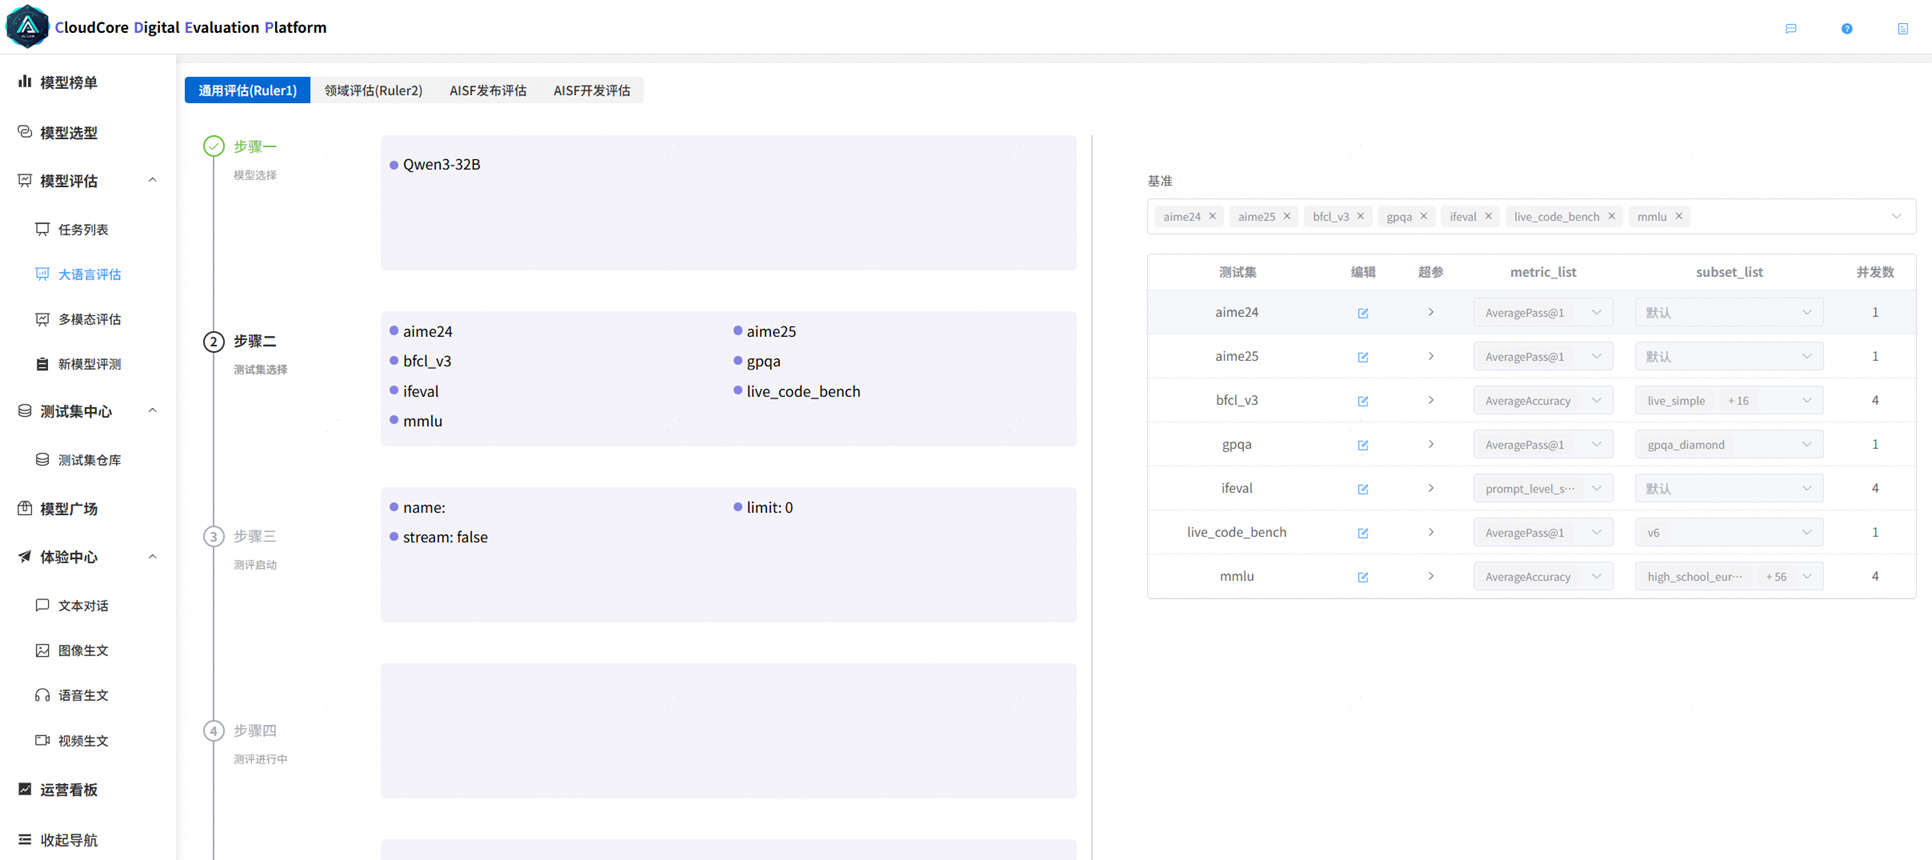 CloudCore Digital Evaluation Platform
模型榜单
模型选型
模型评估
任务列表
大语言评估
多模态评估
新模型评测
测试集中心
测试集仓库
模型广场
体验中心
文本对话
图像生文
语音生文
视频生文
运营看板
收起导航
通用评估(Ruler1) 领域评估(Ruler2) AISF发布评估 AISF开发评估
步骤一
模型选择
Qwen3-32B
2 步骤二
测试集选择
aime24 aime25
bfcl_v3 gpqa
ifeval live_code_bench
mmlu
3 步骤三
测评启动
name: limit: 0
stream: false
4 步骤四
测评进行中
基准
aime24 × aime25 × bfcl_v3 × gpqa × ifeval × live_code_bench × mmlu ×
测试集 编辑 超参 metric_list subset_list 并发数
aime24 AveragePass@1 默认 1
aime25 AveragePass@1 默认 1
bfcl_v3 AverageAccuracy live_simple + 16 4
gpqa AveragePass@1 gpqa_diamond 1
ifeval prompt_level_s··· 默认 4
live_code_bench AveragePass@1 v6 1
mmlu AverageAccuracy high_school_eur··· + 56 4